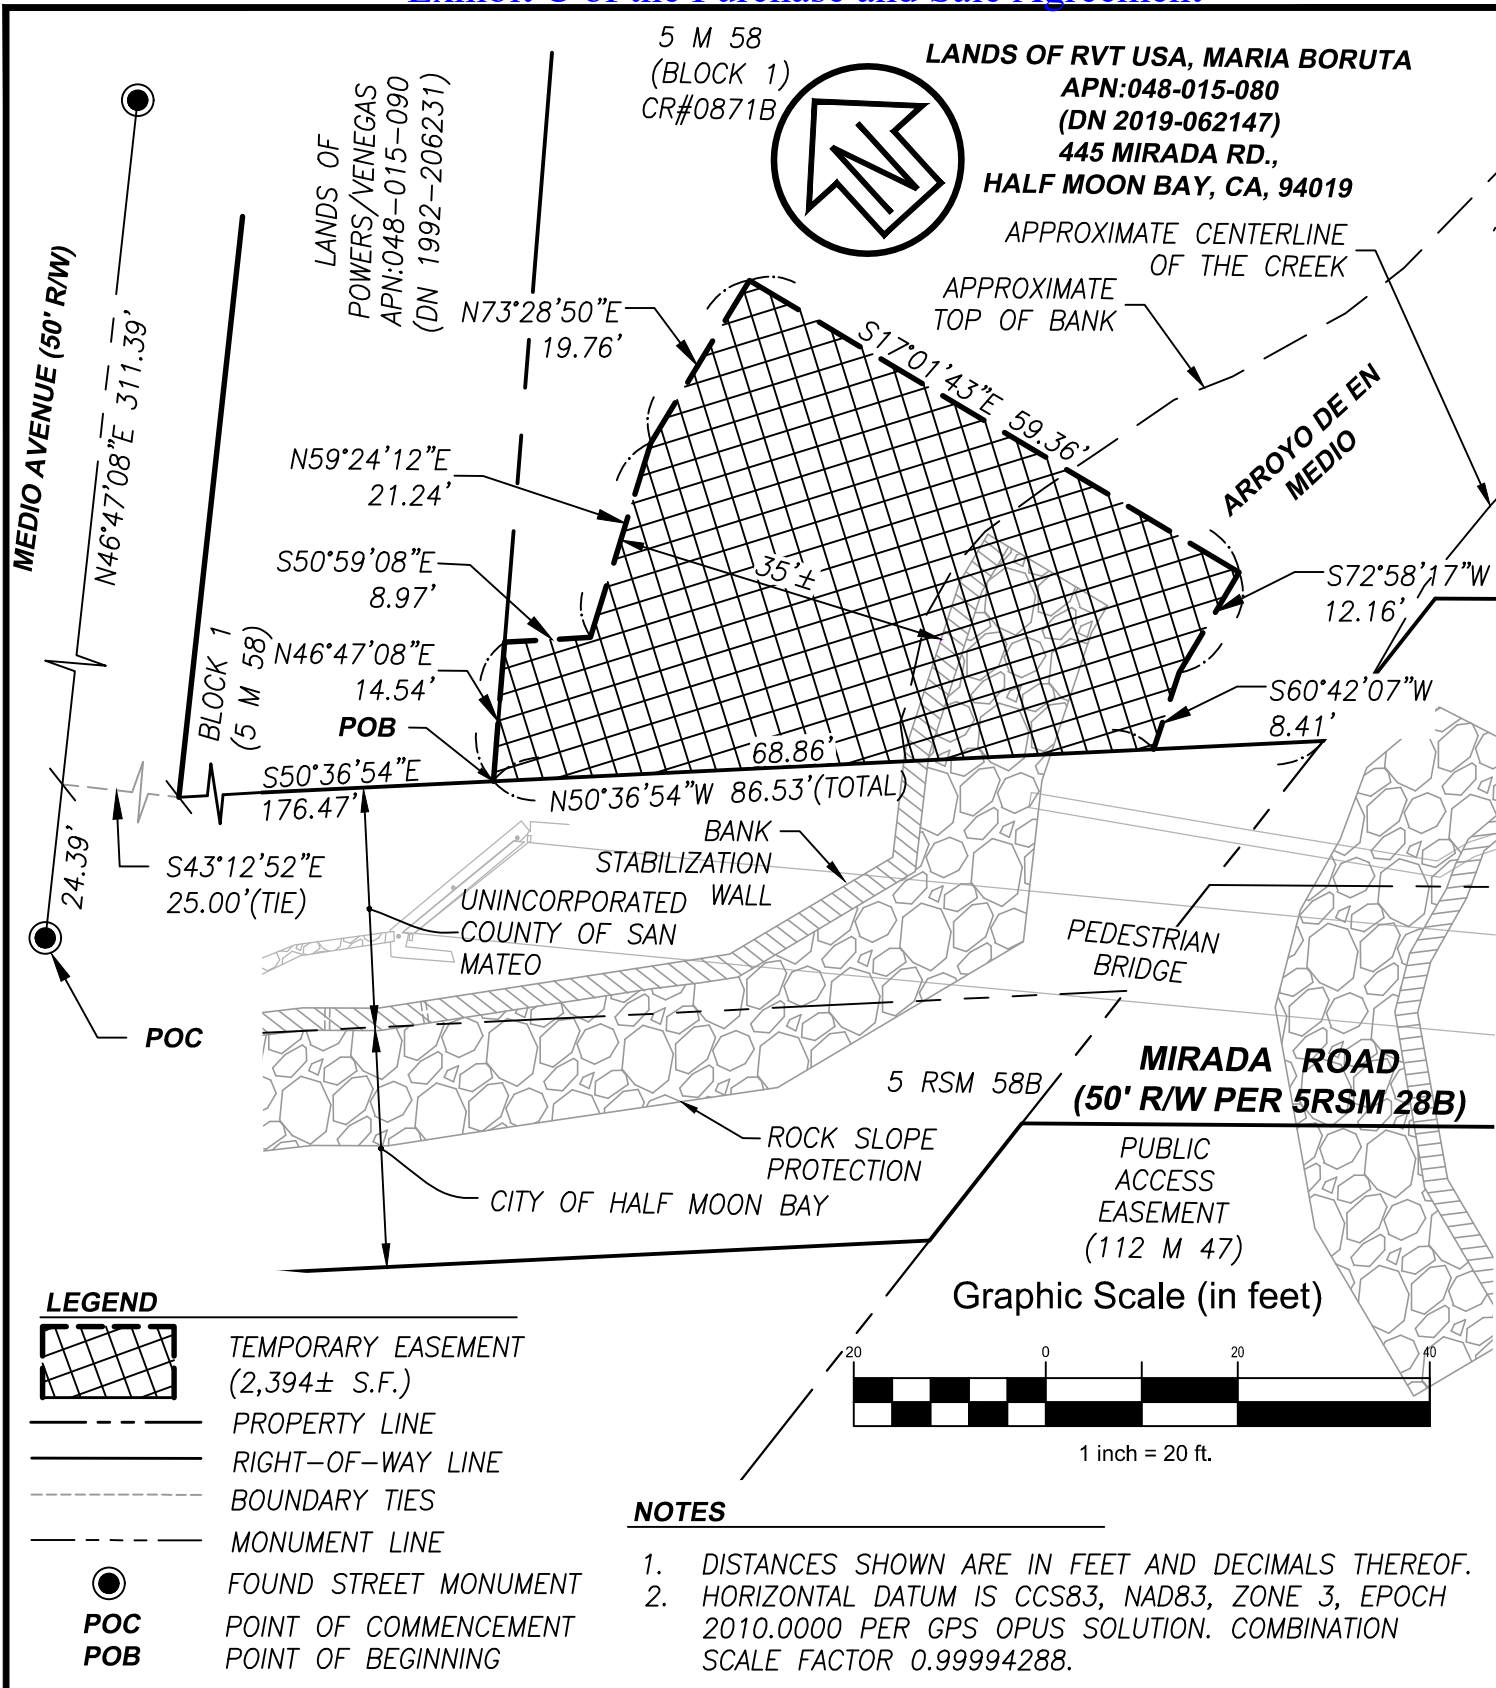 Exhibit C of the Purchase and Sale Agreement
5 M 58
(BLOCK 1)
CR#0871B
LANDS OF RVT USA, MARIA BORUTA
APN:048-015-080
(DN 2019-062147)
445 MIRADA RD.,
HALF MOON BAY, CA, 94019
N
LANDS OF
POWERS/VENEGAS
APN:048-015-090
(DN 1992-206231)
MEDIO AVENUE (50' R/W)
N46°47'08"E 311.39'
APPROXIMATE CENTERLINE
OF THE CREEK
APPROXIMATE
TOP OF BANK
N73°28'50"E
19.76'
S17°01'43"E 59.36'
ARROYO DE EN
MEDIO
N59°24'12"E
21.24'
S50°59'08"E
8.97'
35'±
S72°58'17"W
12.16'
BLOCK 1
(5 M 58)
N46°47'08"E
14.54'
POB
S60°42'07"W
8.41'
68.86'
S50°36'54"E
176.47'
N50°36'54"W 86.53'(TOTAL)
24.39'
S43°12'52"E
25.00'(TIE)
BANK
STABILIZATION
WALL
UNINCORPORATED
COUNTY OF SAN
MATEO
PEDESTRIAN
BRIDGE
POC
MIRADA ROAD
(50' R/W PER 5RSM 28B)
5 RSM 58B
ROCK SLOPE
PROTECTION
CITY OF HALF MOON BAY
PUBLIC
ACCESS
EASEMENT
(112 M 47)
Graphic Scale (in feet)
20 0 20 40
1 inch = 20 ft.
LEGEND
TEMPORARY EASEMENT
(2,394± S.F.)
PROPERTY LINE
RIGHT-OF-WAY LINE
BOUNDARY TIES
MONUMENT LINE
FOUND STREET MONUMENT
POC POINT OF COMMENCEMENT
POB POINT OF BEGINNING
NOTES
1. DISTANCES SHOWN ARE IN FEET AND DECIMALS THEREOF.
2. HORIZONTAL DATUM IS CCS83, NAD83, ZONE 3, EPOCH
2010.0000 PER GPS OPUS SOLUTION. COMBINATION
SCALE FACTOR 0.99994288.